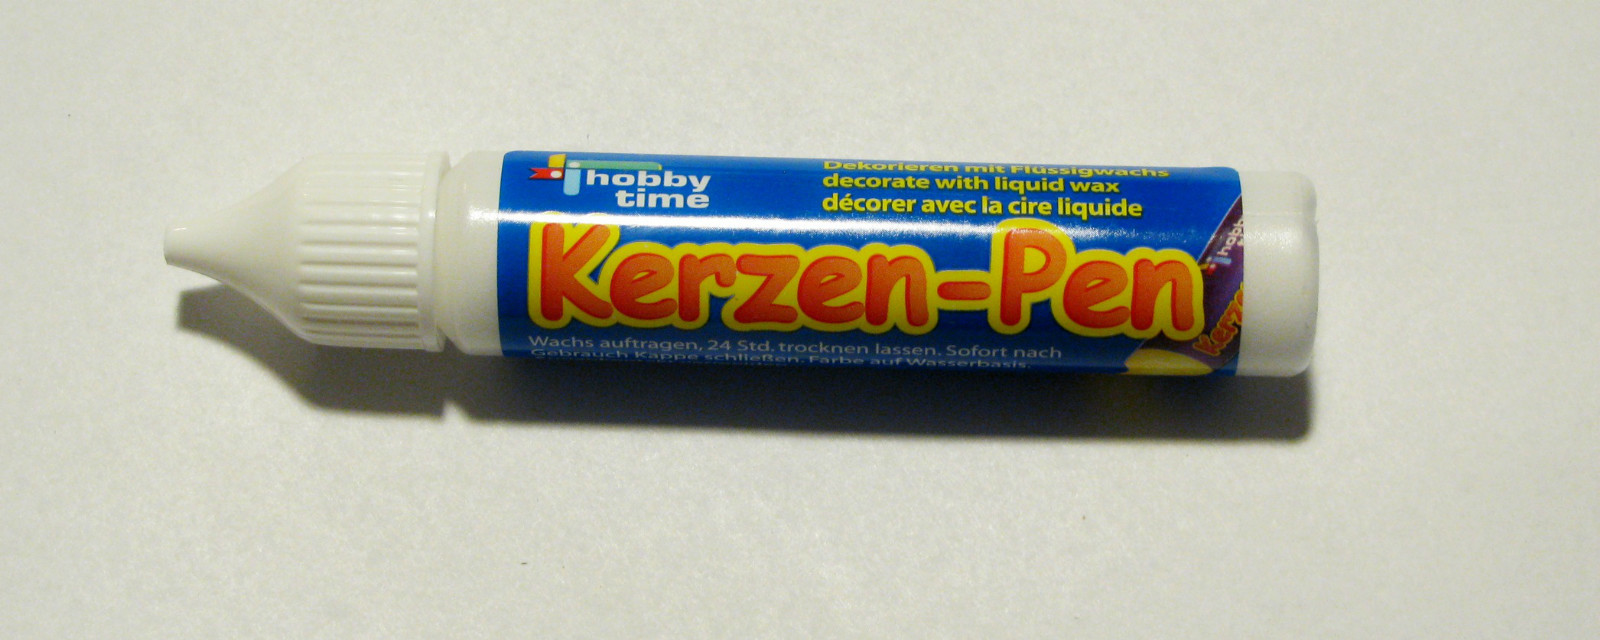 hobby
time
Dekorieren mit Flüssigwachs
decorate with liquid wax
décorer avec la cire liquide
Kerzen-Pen
Wachs auftragen, 24 Std. trocknen lassen. Sofort nach
Gebrauch Kappe schließen. Farbe auf Wasserbasis.